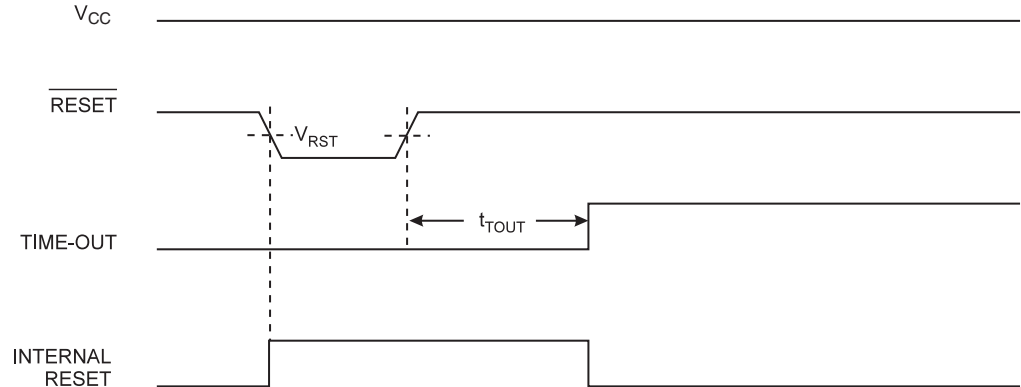 VCC
RESET
VRST
tTOUT
TIME-OUT
INTERNAL
RESET